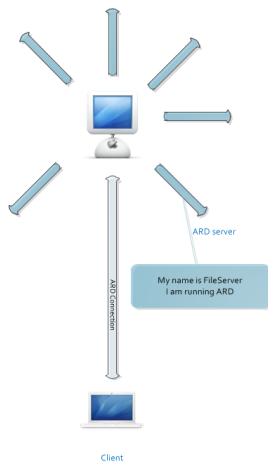 ARD server
My name is FileServer
I am running ARD
ARD Connection
Client